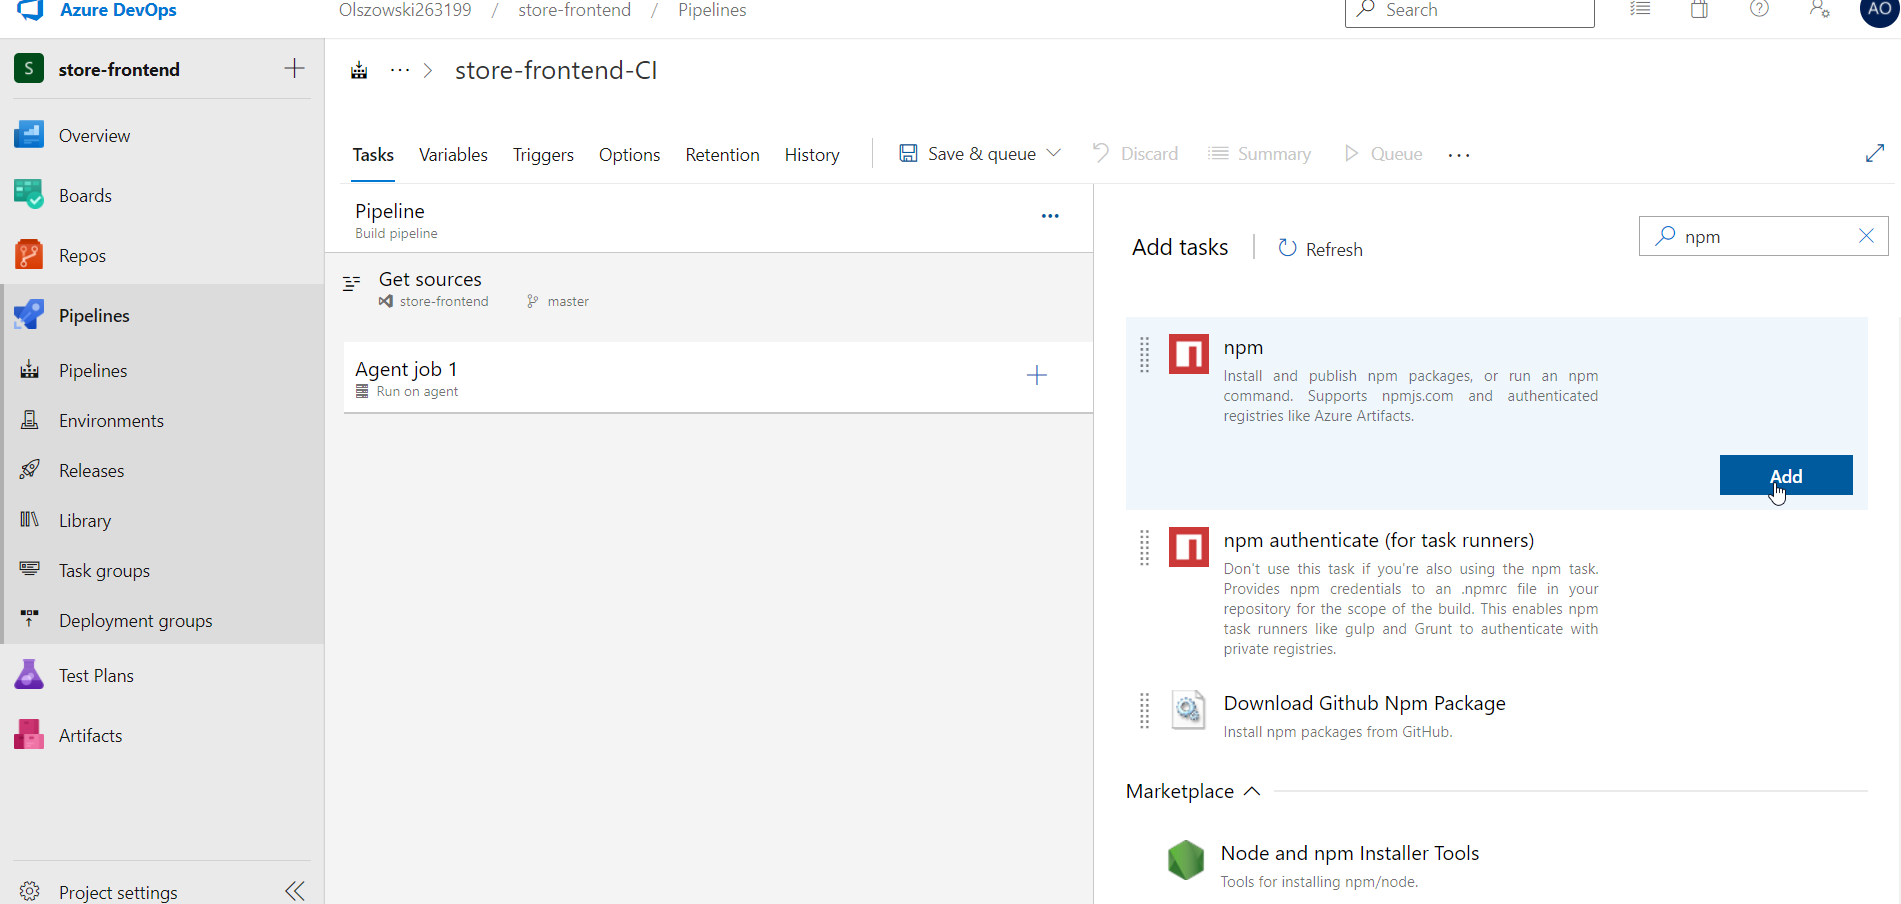 Azure DevOps
Olszowski263199 / store-frontend / Pipelines
Search
AO
S
store-frontend
Overview
Boards
Repos
Pipelines
Pipelines
Environments
Releases
Library
Task groups
Deployment groups
Test Plans
Artifacts
Project settings
store-frontend-CI
Tasks Variables Triggers Options Retention History Save & queue Discard Summary Queue
Pipeline
Build pipeline
Get sources
store-frontend master
Agent job 1
Run on agent
Add tasks Refresh
npm
npm
Install and publish npm packages, or run an npm
command. Supports npmjs.com and authenticated
registries like Azure Artifacts.
Add
npm authenticate (for task runners)
Don't use this task if you're also using the npm task.
Provides npm credentials to an .npmrc file in your
repository for the scope of the build. This enables npm
task runners like gulp and Grunt to authenticate with
private registries.
Download Github Npm Package
Install npm packages from GitHub.
Marketplace
Node and npm Installer Tools
Tools for installing npm/node.